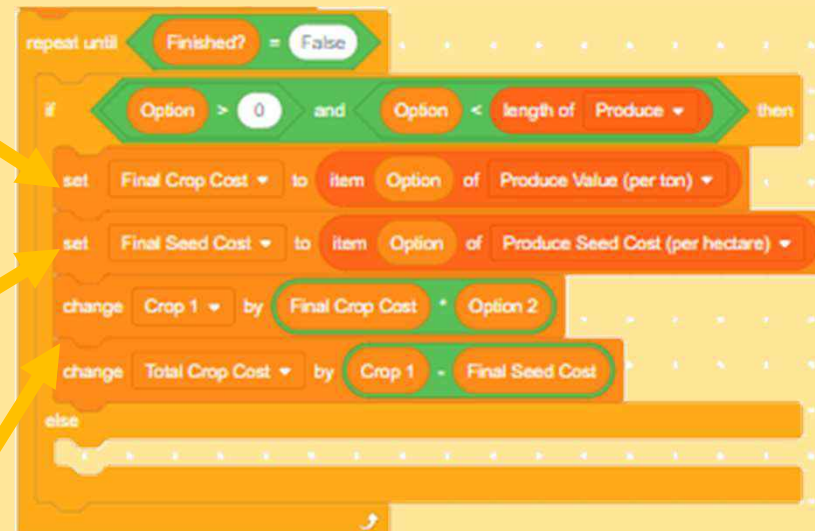 repeat until Finished? = False
if Option > 0 and Option < length of Produce then
set Final Crop Cost to item Option of Produce Value (per ton)
set Final Seed Cost to item Option of Produce Seed Cost (per hectare)
change Crop 1 by Final Crop Cost * Option 2
change Total Crop Cost by Crop 1 - Final Seed Cost
else